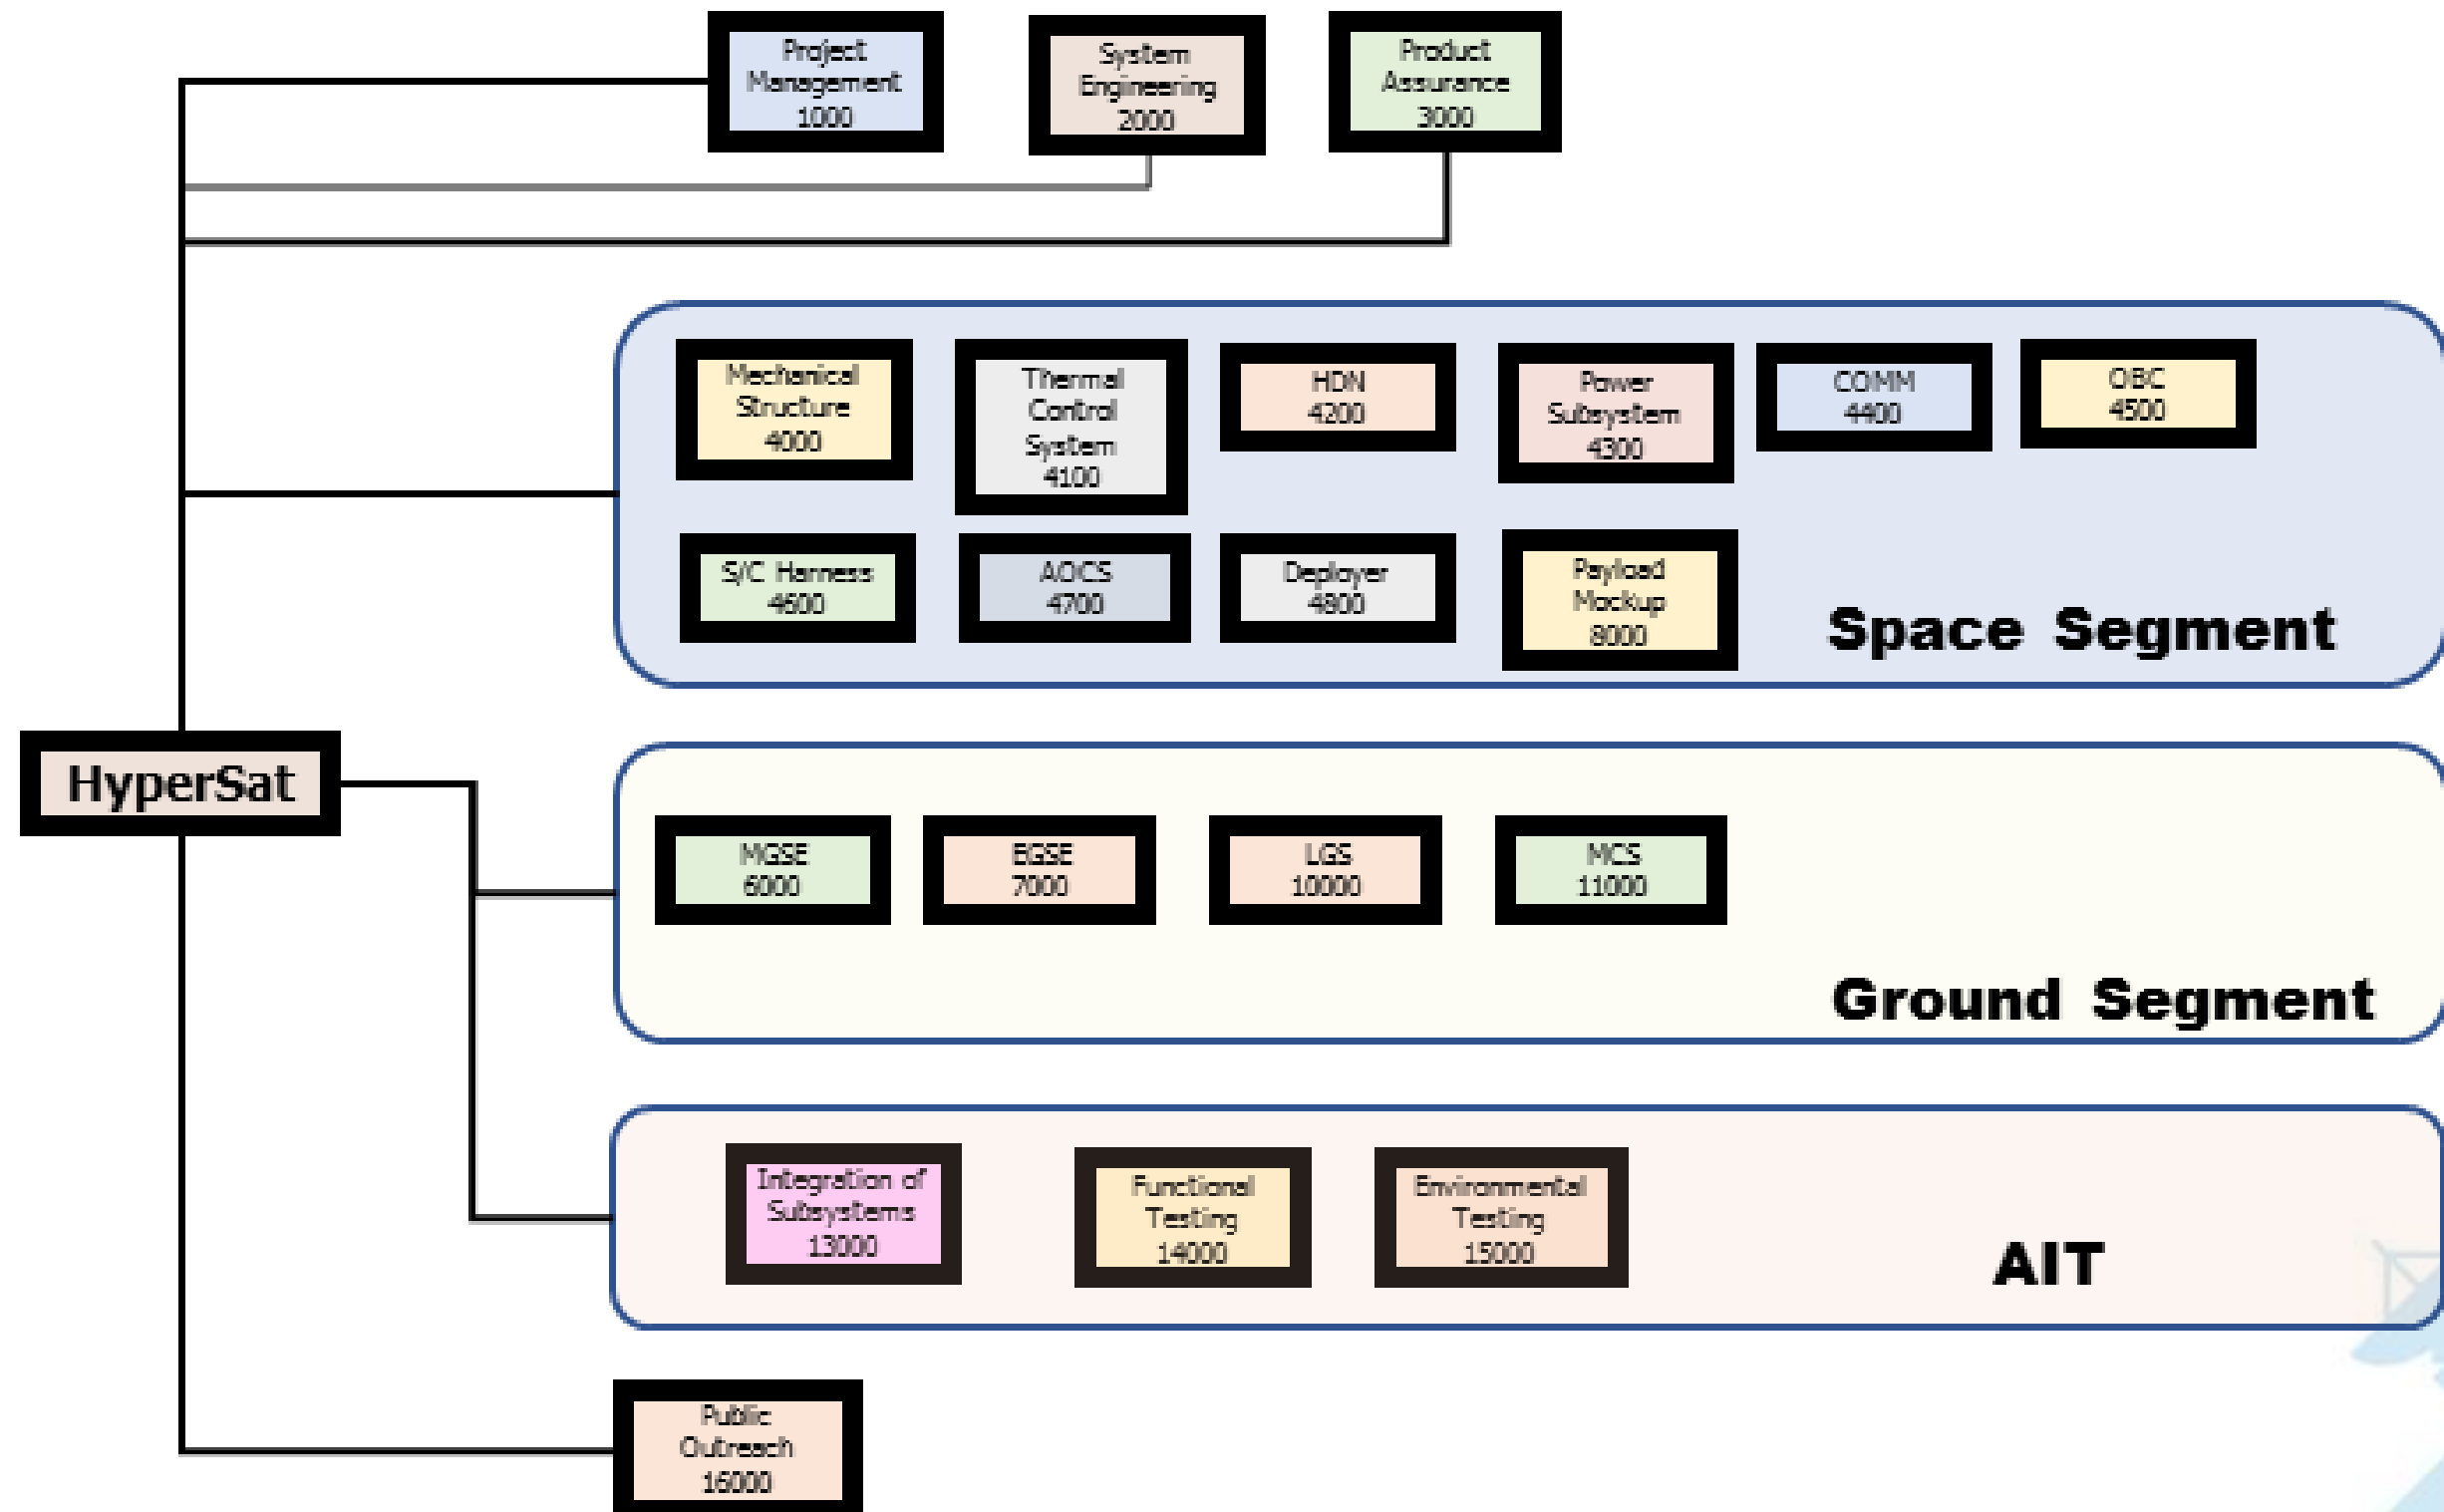 Project
Management
1000
System
Engineering
2000
Product
Assurance
3000
Mechanical
Structure
4000
Thermal
Control
System
4100
HDN
4200
Power
Subsystem
4300
COMM
4400
OBC
4500
S/C Harness
4600
AOCS
4700
Deployer
4800
Payload
Mockup
8000
Space Segment
HyperSat
MGSE
6000
EGSE
7000
LGS
10000
MCS
11000
Ground Segment
Integration of
Subsystems
13000
Functional
Testing
14000
Environmental
Testing
15000
AIT
Public
Outreach
16000